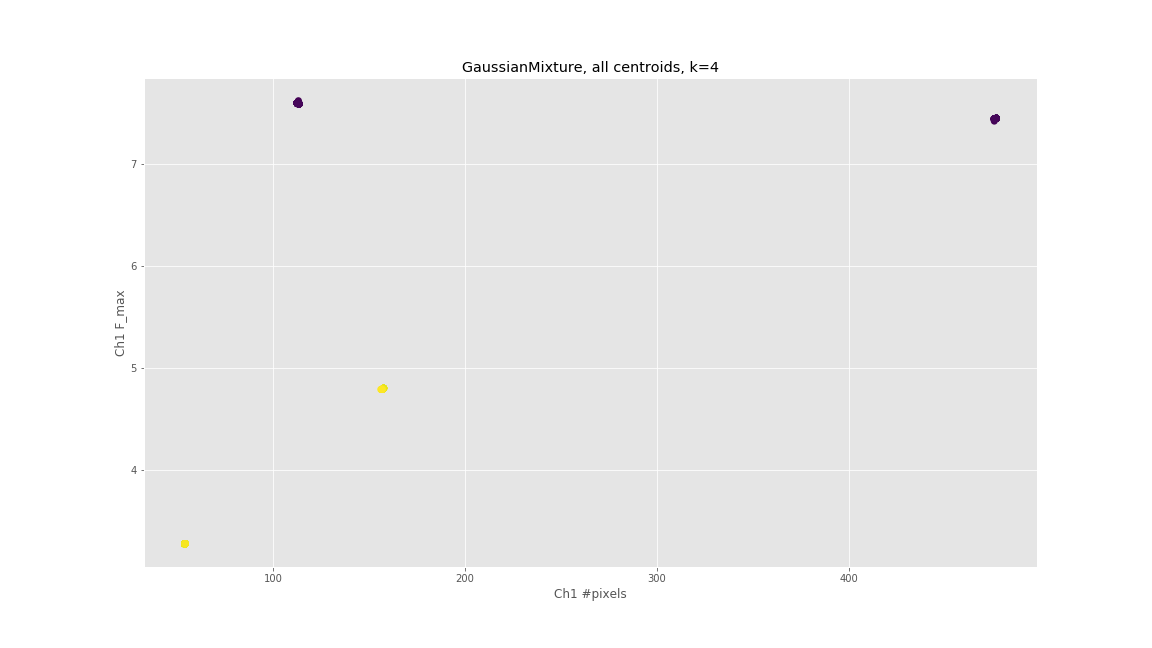 GaussianMixture, all centroids, k=4
7
6
5
4
Ch1 F_max
100 200 300 400
Ch1 #pixels